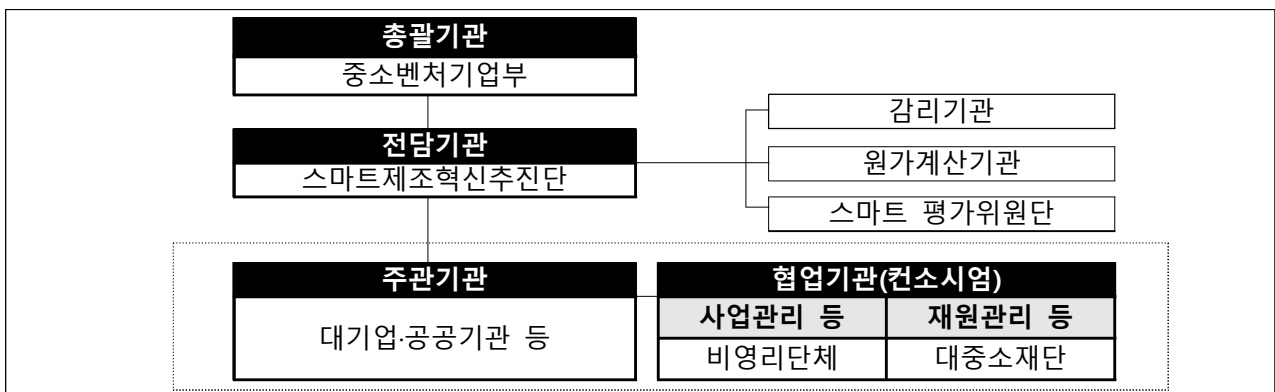 총괄기관
중소벤처기업부
전담기관
스마트제조혁신추진단
감리기관
원가계산기관
스마트 평가위원단
주관기관
대기업·공공기관 등
협업기관(컨소시엄)
사업관리 등 재원관리 등
비영리단체 대중소재단